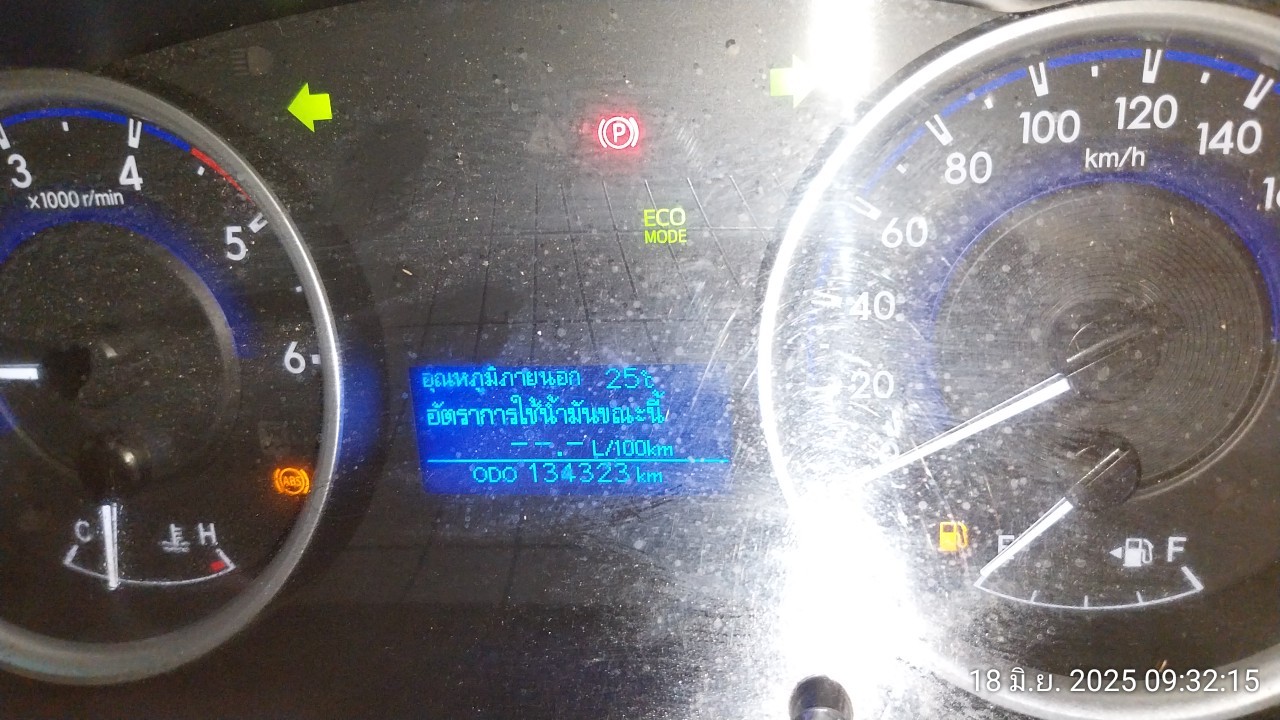 3
4
5
6
x1000 r/min
P
ECO
MODE
ABS
C
H
อุณหภูมิภายนอก 25℃
อัตราการใช้น้ำมันขณะนี้
--.- L/100km
ODO 134323 km
20
40
60
80
100
120
140
km/h
E
F
18 มิ.ย. 2025 09:32:15